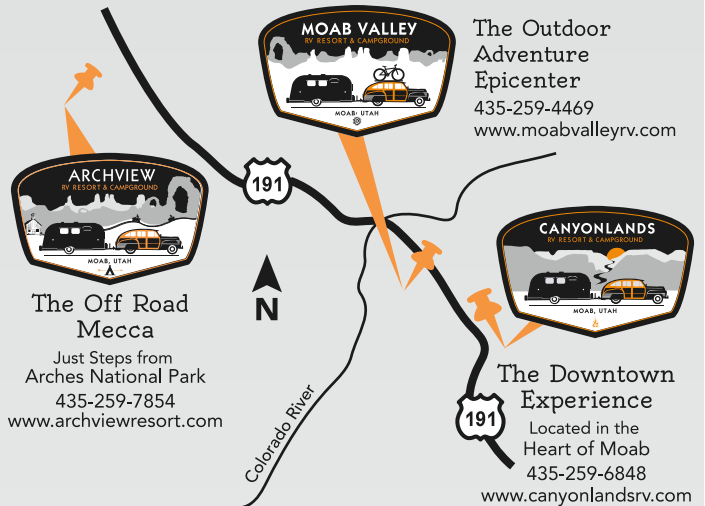 MOAB VALLEY
RV RESORT & CAMPGROUND
MOAB, UTAH
The Outdoor
Adventure
Epicenter
435-259-4469
www.moabvalleyrv.com
ARCHVIEW
RV RESORT & CAMPGROUND
MOAB, UTAH
The Off Road
Mecca
Just Steps from
Arches National Park
435-259-7854
www.archviewresort.com
191
N
Colorado River
CANYONLANDS
RV RESORT & CAMPGROUND
MOAB, UTAH
The Downtown
Experience
Located in the
Heart of Moab
435-259-6848
www.canyonlandsrv.com
191